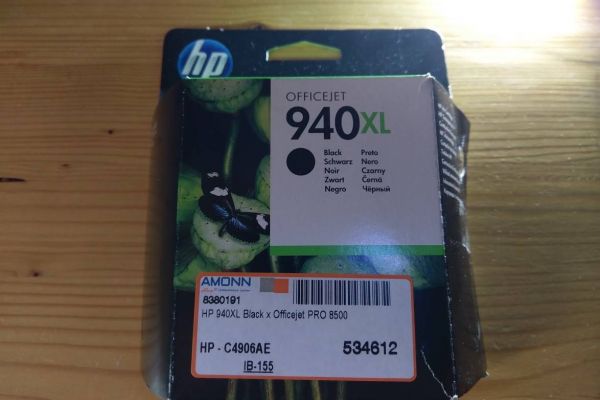 hp
OFFICEJET
940XL
Black Preto
Schwarz Nero
Noir Czarny
Zwart Černá
Negro Чёрный
AMONN
8380191
HP 940XL Black x Officejet PRO 8500
HP - C4906AE 534612
IB-155